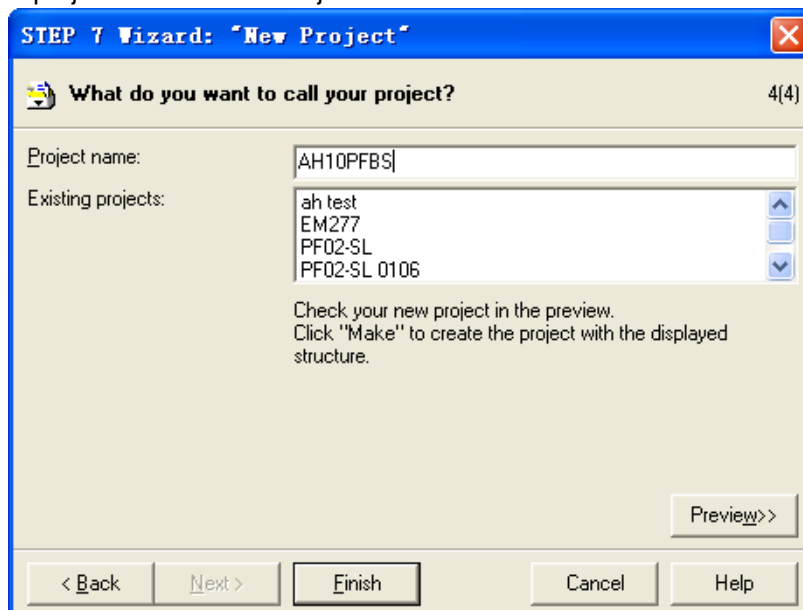 STEP 7 Wizard: "New Project"
What do you want to call your project? 4(4)
Project name: AH10PFBS
Existing projects: ah test
EM277
PF02-SL
PF02-SL 0106
Check your new project in the preview.
Click "Make" to create the project with the displayed
structure.
Preview>>
< Back Next > Finish Cancel Help